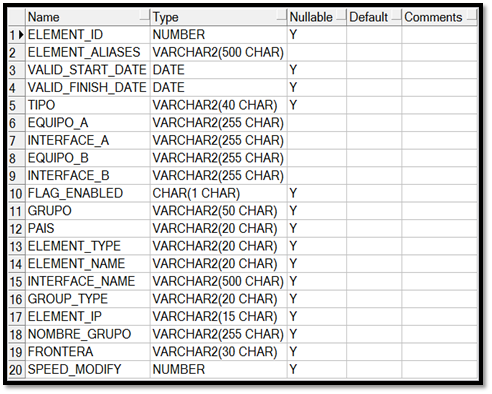 Name Type Nullable Default Comments
1 ELEMENT_ID NUMBER Y
2 ELEMENT_ALIASES VARCHAR2(500 CHAR)
3 VALID_START_DATE DATE Y
4 VALID_FINISH_DATE DATE Y
5 TIPO VARCHAR2(40 CHAR) Y
6 EQUIPO_A VARCHAR2(255 CHAR)
7 INTERFACE_A VARCHAR2(255 CHAR)
8 EQUIPO_B VARCHAR2(255 CHAR)
9 INTERFACE_B VARCHAR2(255 CHAR)
10 FLAG_ENABLED CHAR(1 CHAR) Y
11 GRUPO VARCHAR2(50 CHAR) Y
12 PAIS VARCHAR2(20 CHAR) Y
13 ELEMENT_TYPE VARCHAR2(20 CHAR) Y
14 ELEMENT_NAME VARCHAR2(20 CHAR) Y
15 INTERFACE_NAME VARCHAR2(500 CHAR) Y
16 GROUP_TYPE VARCHAR2(20 CHAR) Y
17 ELEMENT_IP VARCHAR2(15 CHAR) Y
18 NOMBRE_GRUPO VARCHAR2(255 CHAR) Y
19 FRONTERA VARCHAR2(30 CHAR) Y
20 SPEED_MODIFY NUMBER Y